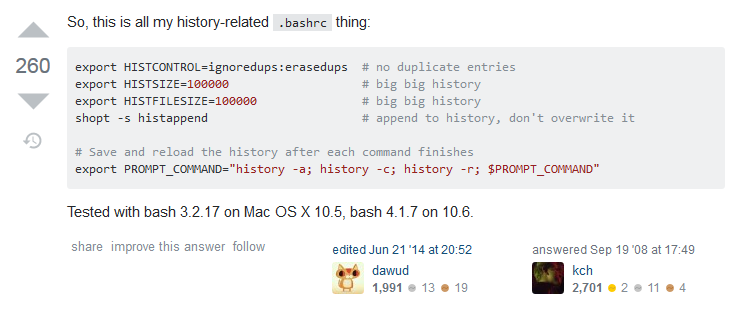 So, this is all my history-related .bashrc thing:
260
export HISTCONTROL=ignoredups:erasedups  # no duplicate entries
export HISTSIZE=100000                   # big big history
export HISTFILESIZE=100000               # big big history
shopt -s histappend                      # append to history, don't overwrite it

# Save and reload the history after each command finishes
export PROMPT_COMMAND="history -a; history -c; history -r; $PROMPT_COMMAND"
Tested with bash 3.2.17 on Mac OS X 10.5, bash 4.1.7 on 10.6.
share improve this answer follow
edited Jun 21 '14 at 20:52
dawud
1,991 13 19
answered Sep 19 '08 at 17:49
kch
2,701 2 11 4